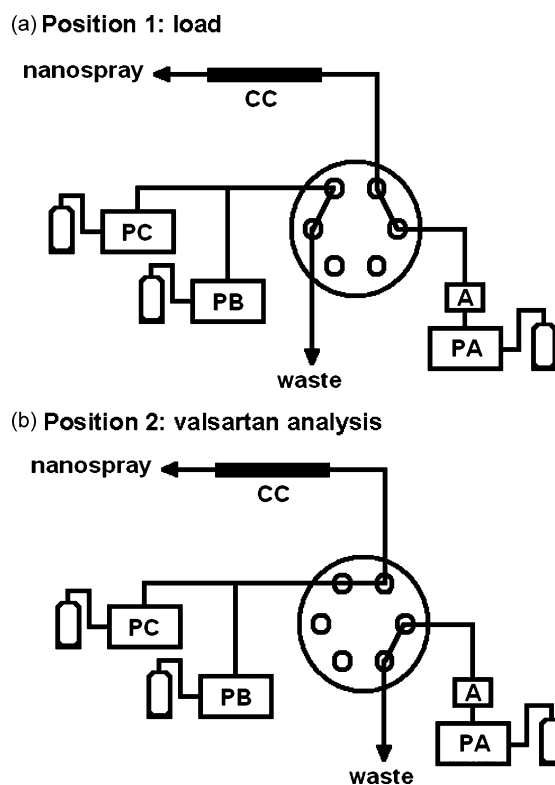 (a) Position 1: load
nanospray
CC
PC
PB
A
PA
waste
(b) Position 2: valsartan analysis
nanospray
CC
PC
PB
A
PA
waste